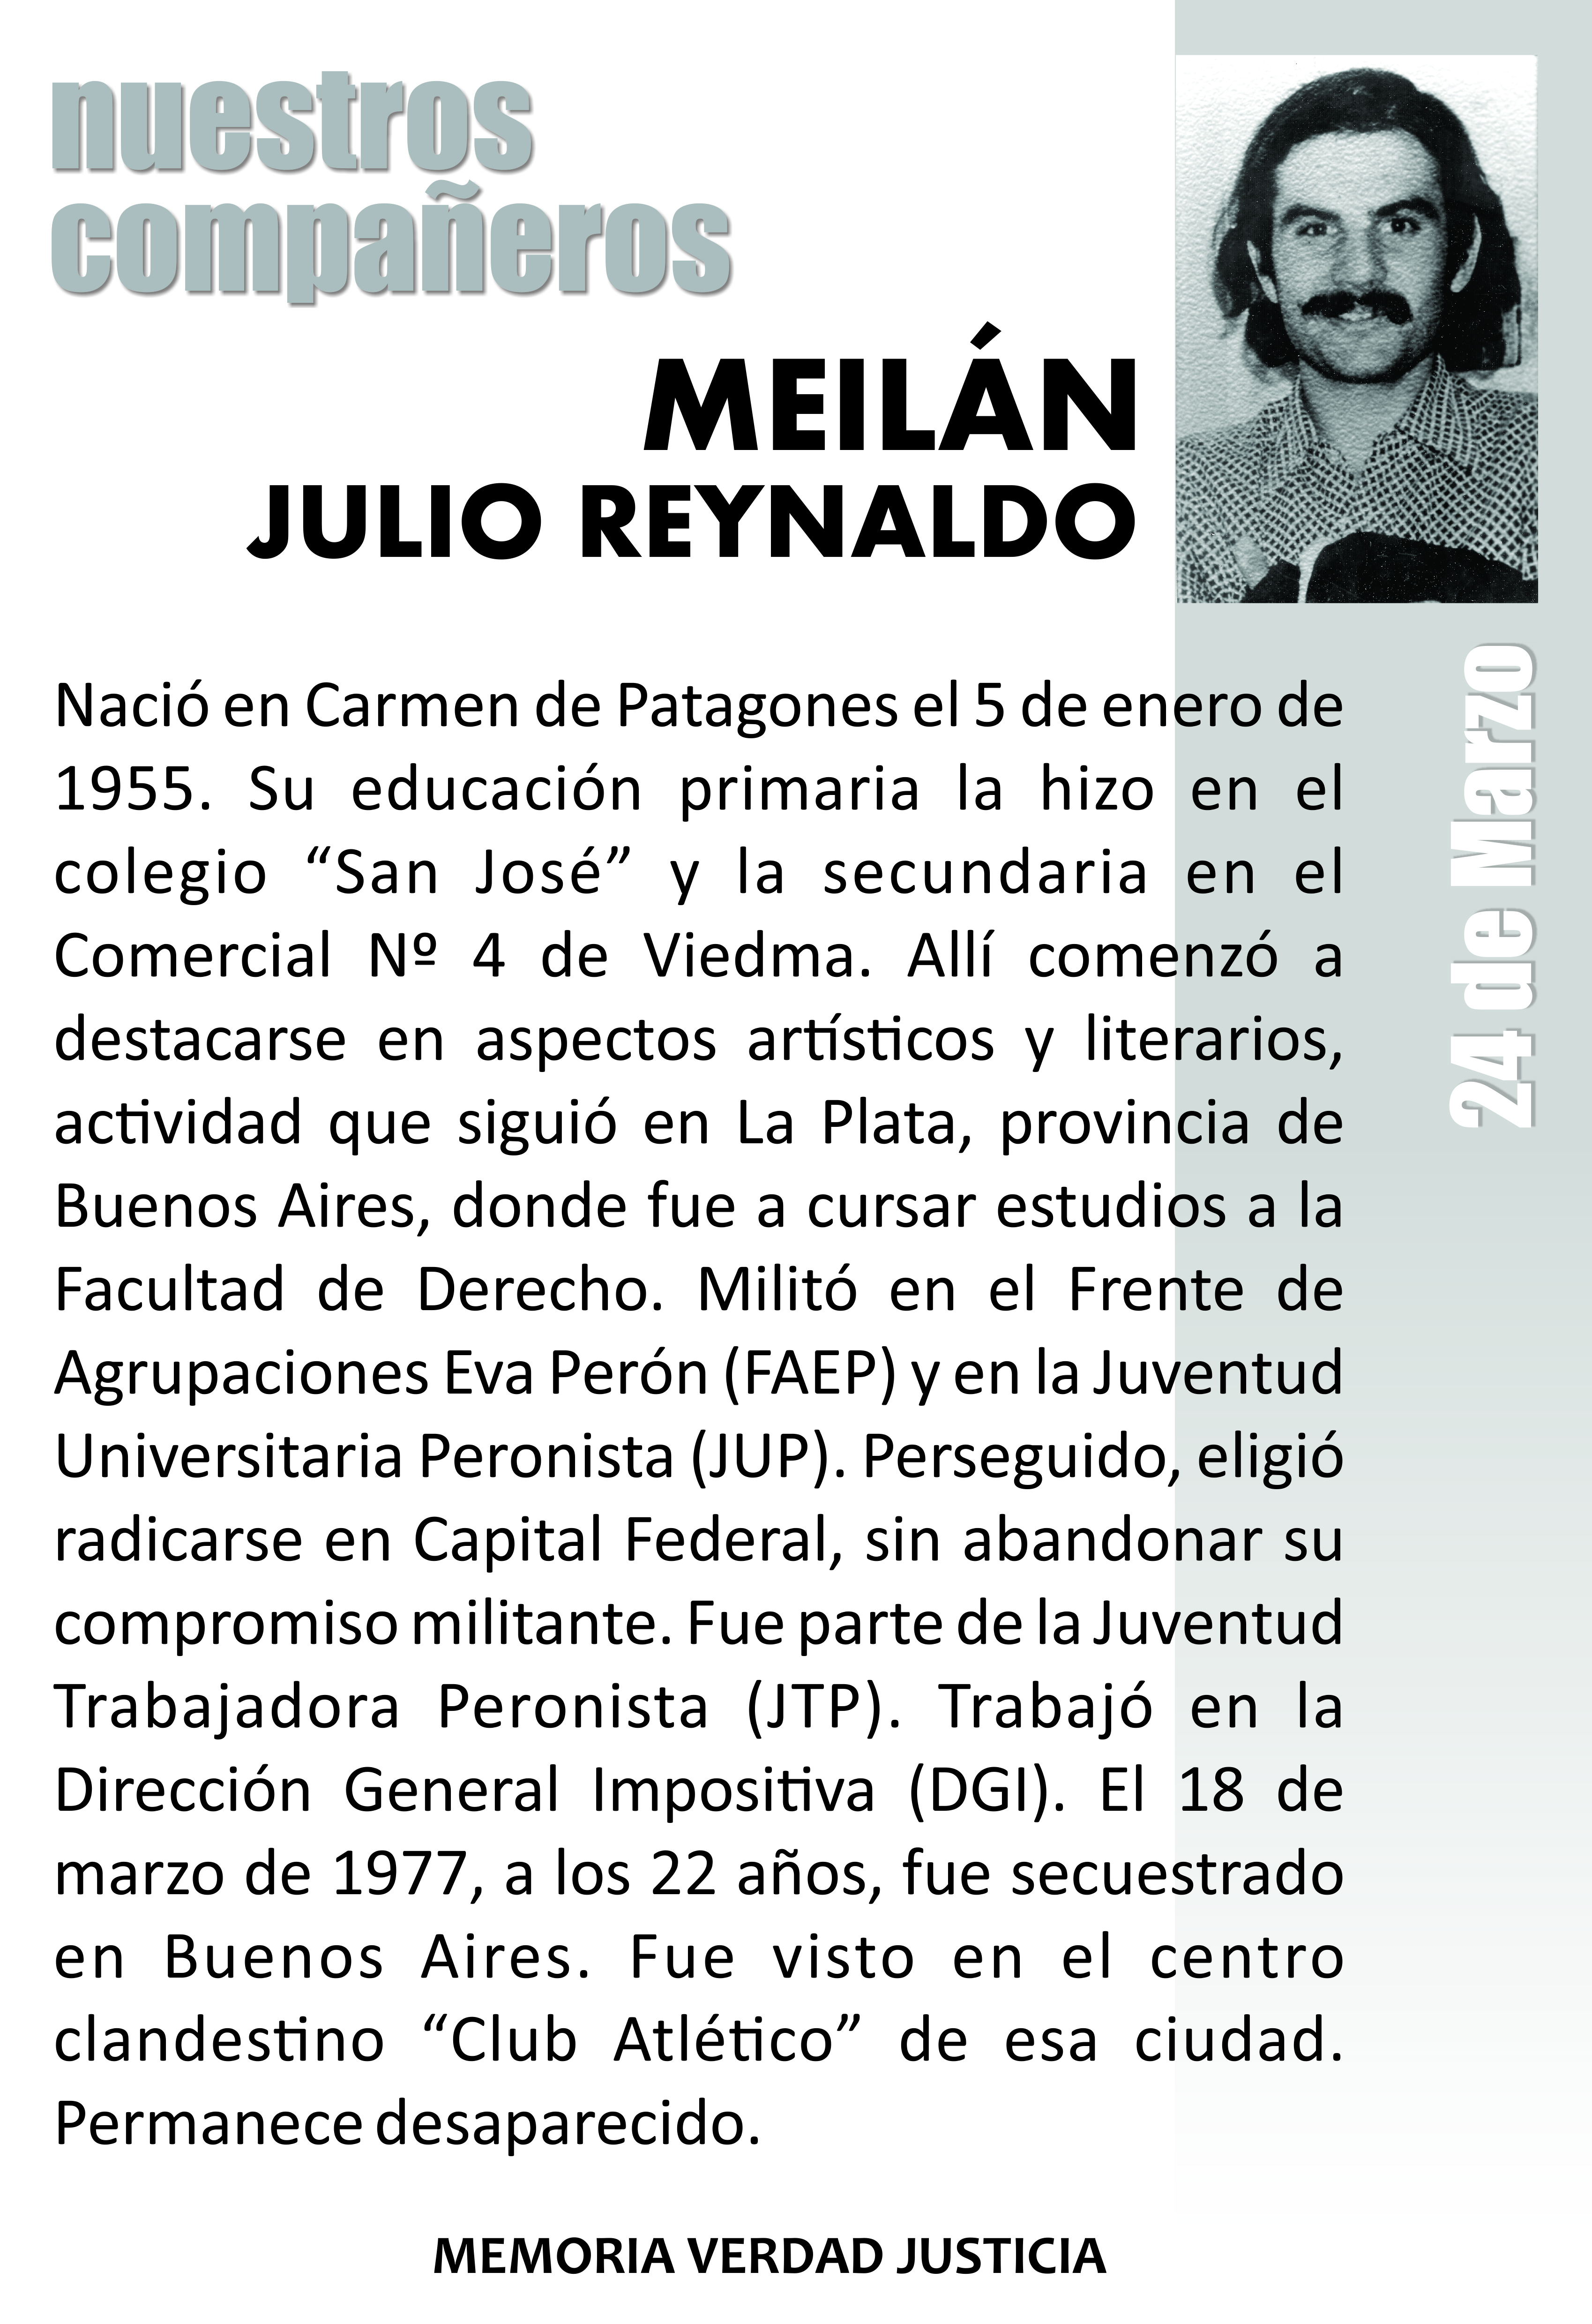 nuestros
compañeros
MEILÁN
JULIO REYNALDO
Nació en Carmen de Patagones el 5 de enero de
1955. Su educación primaria la hizo en el
colegio “San José” y la secundaria en el
Comercial Nº 4 de Viedma. Allí comenzó a
destacarse en aspectos artísticos y literarios,
actividad que siguió en La Plata, provincia de
Buenos Aires, donde fue a cursar estudios a la
Facultad de Derecho. Militó en el Frente de
Agrupaciones Eva Perón (FAEP) y en la Juventud
Universitaria Peronista (JUP). Perseguido, eligió
radicarse en Capital Federal, sin abandonar su
compromiso militante. Fue parte de la Juventud
Trabajadora Peronista (JTP). Trabajó en la
Dirección General Impositiva (DGI). El 18 de
marzo de 1977, a los 22 años, fue secuestrado
en Buenos Aires. Fue visto en el centro
clandestino “Club Atlético” de esa ciudad.
Permanece desaparecido.
24 de Marzo
MEMORIA VERDAD JUSTICIA